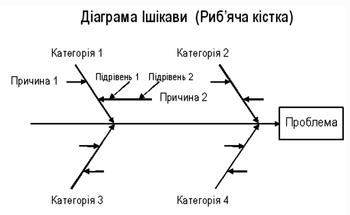 Діаграма Ішікави (Риб'яча кістка)
Категорія 1
Категорія 2
Причина 1
Підрівень 1
Підрівень 2
Причина 2
Проблема
Категорія 3
Категорія 4